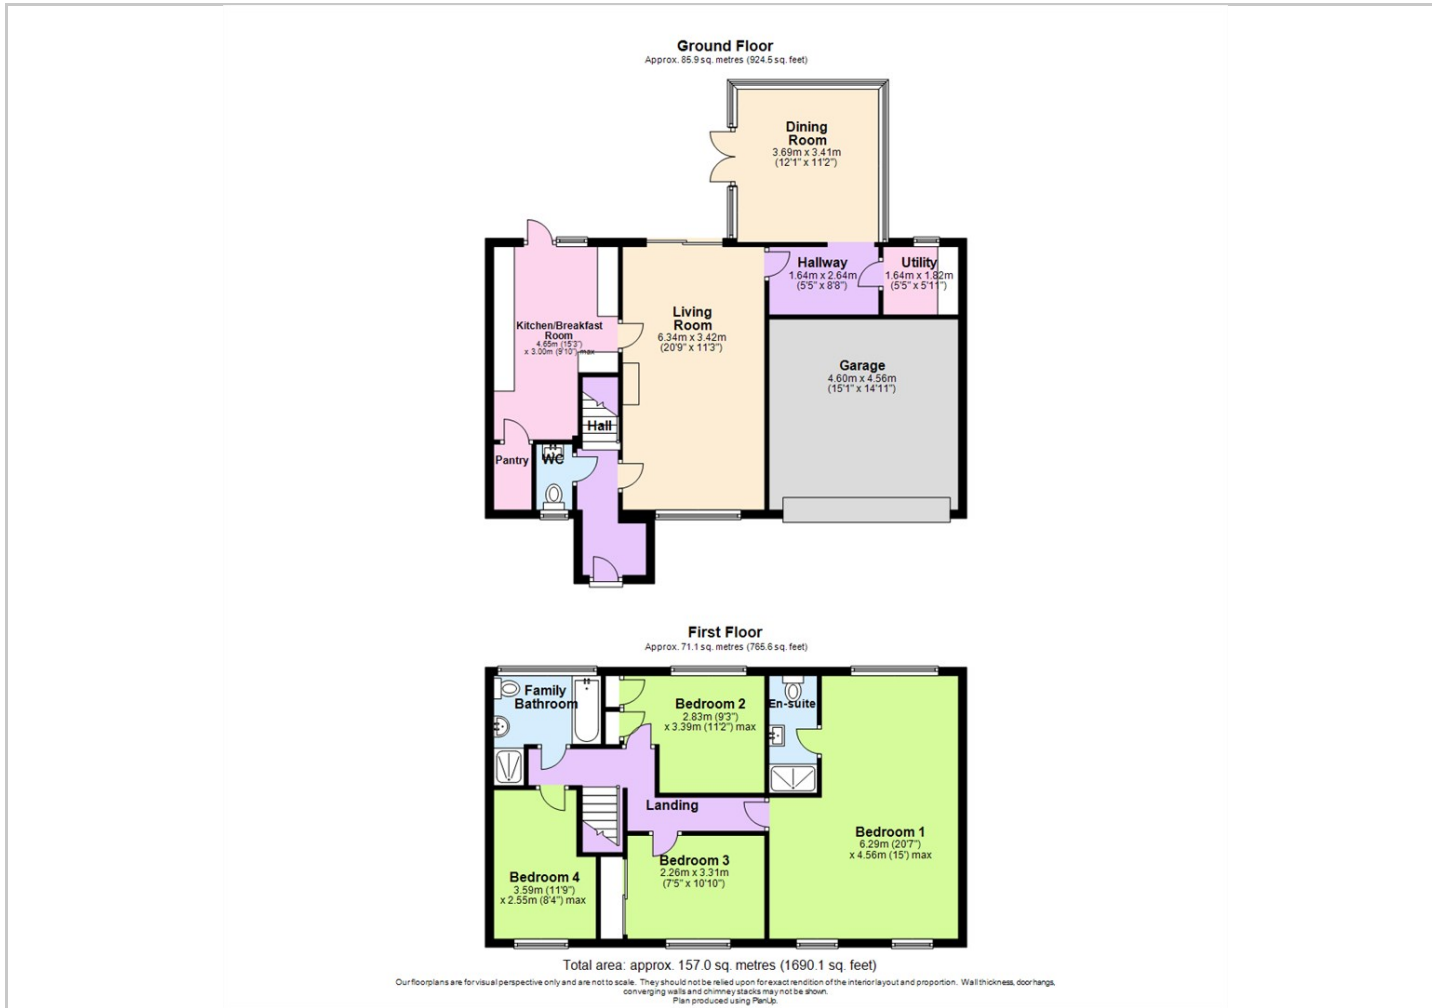 Ground Floor
Approx. 85.9 sq. metres (924.5 sq. feet)
Dining
Room
3.69m x 3.41m
(12'1" x 11'2")
Hallway
1.64m x 2.64m
(5'5" x 8'8")
Utility
1.64m x 1.82m
(5'5" x 5'11")
Kitchen/Breakfast
Room
4.65m (15'3")
x 3.00m (9'10") max
Living
Room
6.34m x 3.42m
(20'9" x 11'3")
Garage
4.60m x 4.56m
(15'1" x 14'11")
Hall
Pantry
WC
First Floor
Approx. 71.1 sq. metres (765.6 sq. feet)
Family
Bathroom
Bedroom 2
2.83m (9'3")
x 3.39m (11'2") max
En-suite
Landing
Bedroom 1
6.29m (20'7")
x 4.56m (15') max
Bedroom 3
2.26m x 3.31m
(7'5" x 10'10")
Bedroom 4
3.59m (11'9")
x 2.55m (8'4") max
Total area: approx. 157.0 sq. metres (1690.1 sq. feet)
Our floorplans are for visual perspective only and are not to scale. They should not be relied upon for exact rendition of the interior layout and proportion. Wall thickness, door hangs,
converging walls and chimney stacks may not be shown.
Plan produced using PlanUp.